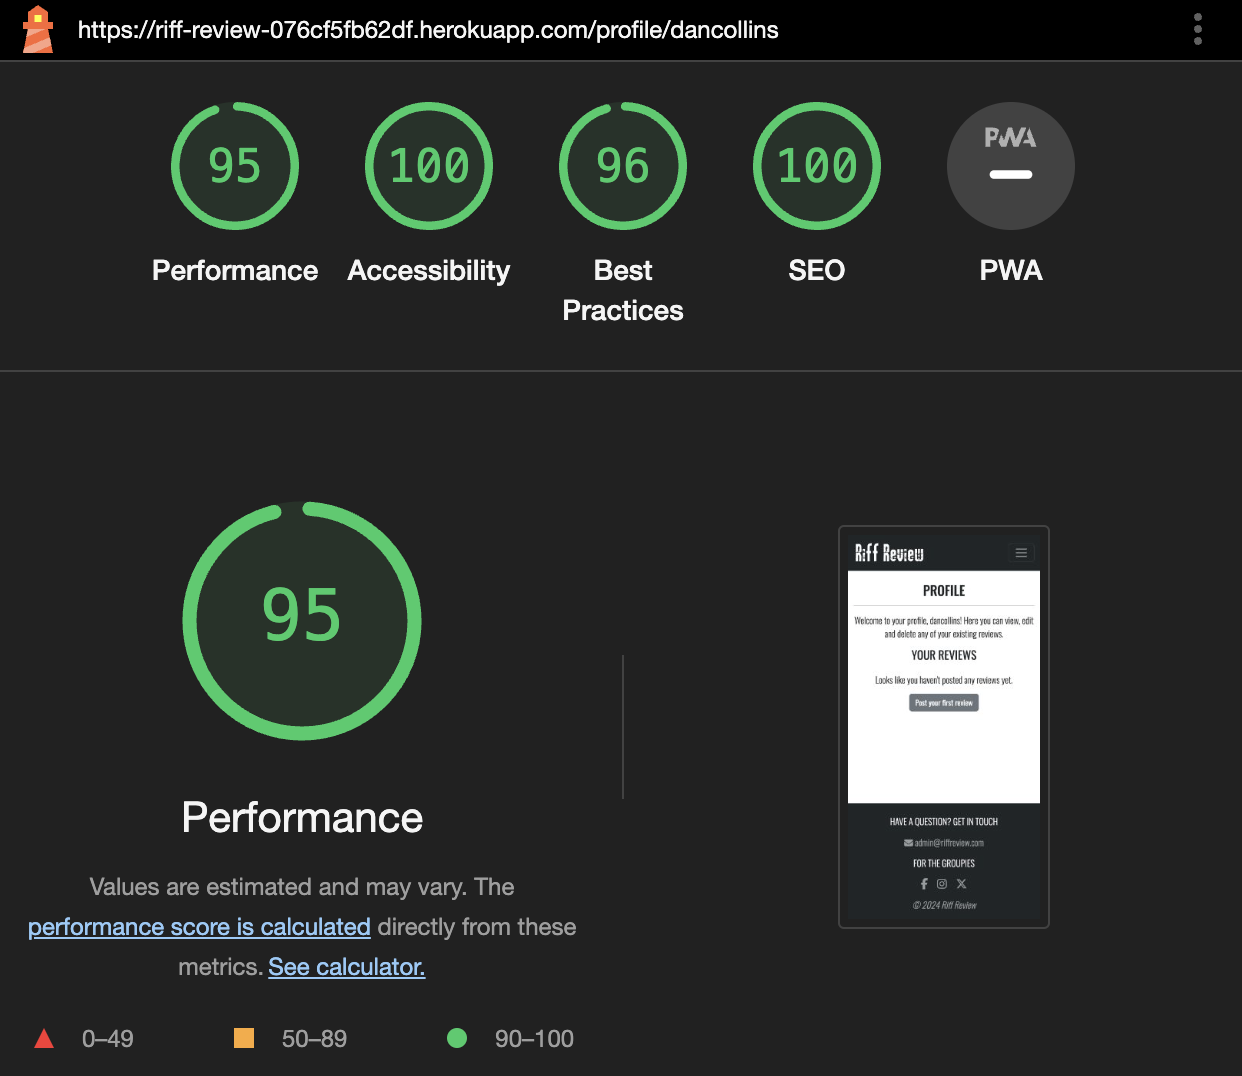 https://riff-review-076cf5fb62df.herokuapp.com/profile/dancollins
95
100
96
100
PWA
Performance
Accessibility
Best
Practices
SEO
PWA
95
Performance
Values are estimated and may vary. The
performance score is calculated directly from these
metrics. See calculator.
0–49
50–89
90–100
Riff Review
PROFILE
Welcome to your profile, dancollins! Here you can view, edit
and delete any of your existing reviews.
YOUR REVIEWS
Looks like you haven't posted any reviews yet.
Post your first review
HAVE A QUESTION? GET IN TOUCH
admin@riffreview.com
FOR THE GROUPIES
© 2024 Riff Review